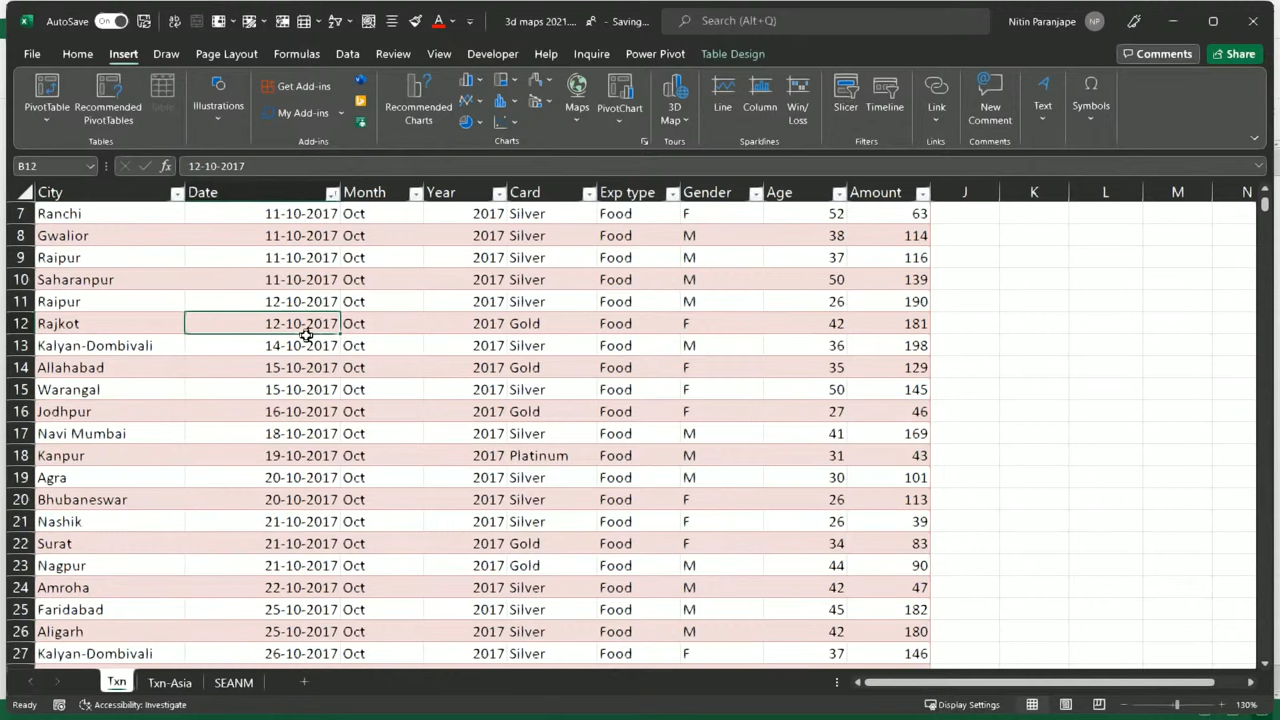 AutoSave On 3d maps 2021.... Saving... Search (Alt+Q) Nitin Paranjape NP
File Home Insert Draw Page Layout Formulas Data Review View Developer Help Inquire Power Pivot Table Design Comments Share
PivotTable Recommended PivotTables Table Illustrations Get Add-ins My Add-ins Recommended Charts Maps PivotChart 3D Map Line Column Win/Loss Slicer Timeline Link New Comment Text Symbols
Tables Add-ins Charts Tours Sparklines Filters Links Comments
B12 fx 12-10-2017
City Date Month Year Card Exp type Gender Age Amount J K L M N
7 Ranchi 11-10-2017 Oct 2017 Silver Food F 52 63
8 Gwalior 11-10-2017 Oct 2017 Silver Food M 38 114
9 Raipur 11-10-2017 Oct 2017 Silver Food M 37 116
10 Saharanpur 11-10-2017 Oct 2017 Silver Food M 50 139
11 Raipur 12-10-2017 Oct 2017 Silver Food M 26 190
12 Rajkot 12-10-2017 Oct 2017 Gold Food F 42 181
13 Kalyan-Dombivali 14-10-2017 Oct 2017 Silver Food M 36 198
14 Allahabad 15-10-2017 Oct 2017 Gold Food F 35 129
15 Warangal 15-10-2017 Oct 2017 Silver Food F 50 145
16 Jodhpur 16-10-2017 Oct 2017 Gold Food F 27 46
17 Navi Mumbai 18-10-2017 Oct 2017 Silver Food M 41 169
18 Kanpur 19-10-2017 Oct 2017 Platinum Food M 31 43
19 Agra 20-10-2017 Oct 2017 Silver Food M 30 101
20 Bhubaneswar 20-10-2017 Oct 2017 Silver Food F 26 113
21 Nashik 21-10-2017 Oct 2017 Silver Food F 26 39
22 Surat 21-10-2017 Oct 2017 Gold Food F 34 83
23 Nagpur 21-10-2017 Oct 2017 Gold Food F 44 90
24 Amroha 22-10-2017 Oct 2017 Silver Food M 42 47
25 Faridabad 25-10-2017 Oct 2017 Silver Food M 45 182
26 Aligarh 25-10-2017 Oct 2017 Silver Food M 42 180
27 Kalyan-Dombivali 26-10-2017 Oct 2017 Silver Food F 37 146
Txn Txn-Asia SEANM
Ready Accessibility: Investigate Display Settings 130%